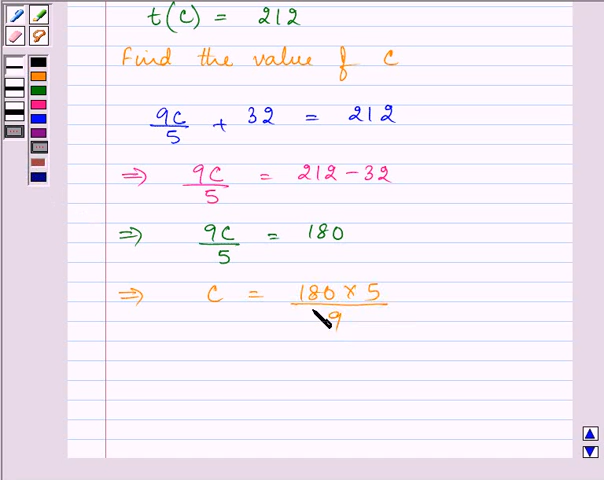 t(C) = 212
Find the value of C
9C/5 + 32 = 212
⇒ 9C/5 = 212 - 32
⇒ 9C/5 = 180
⇒ C = 180 × 5/9